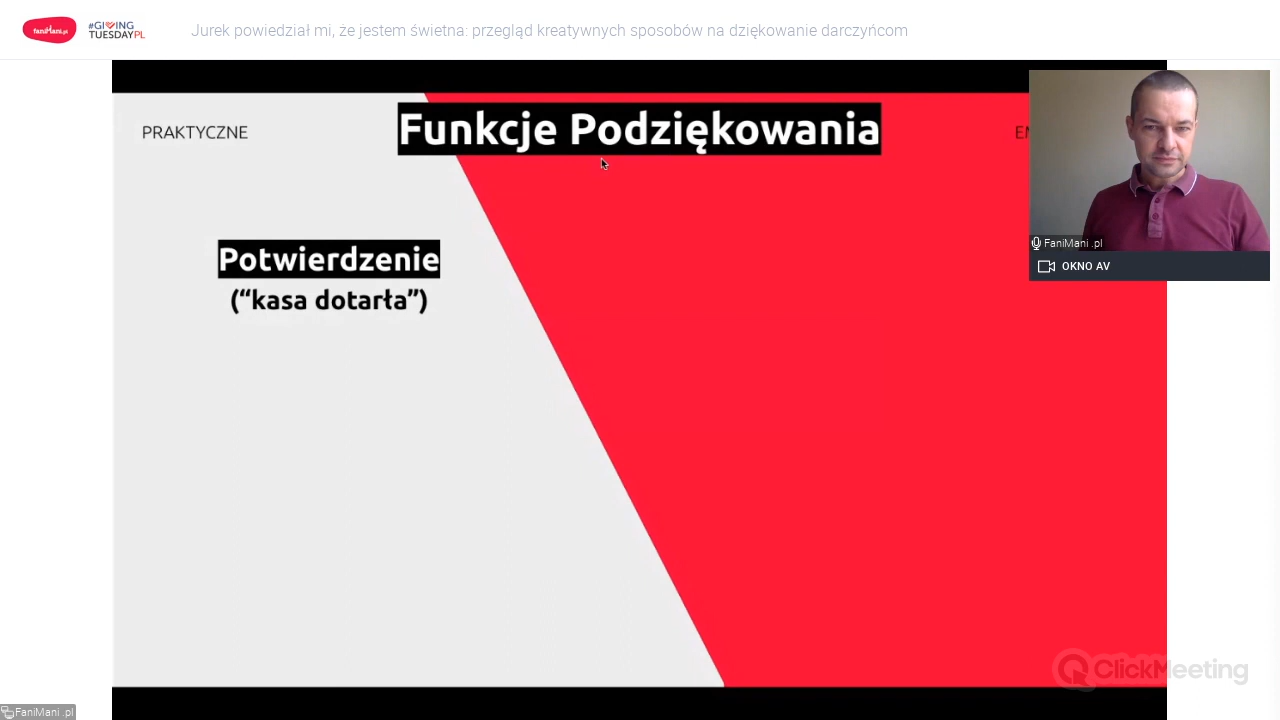 faniMani.pl
#GIVING
TUESDAYPL
Jurek powiedział mi, że jestem świetna: przegląd kreatywnych sposobów na dziękowanie darczyńcom
PRAKTYCZNE
Funkcje Podziękowania
EM
Potwierdzenie
(“kasa dotarła”)
FaniMani .pl
OKNO AV
ClickMeeting
FaniMani .pl